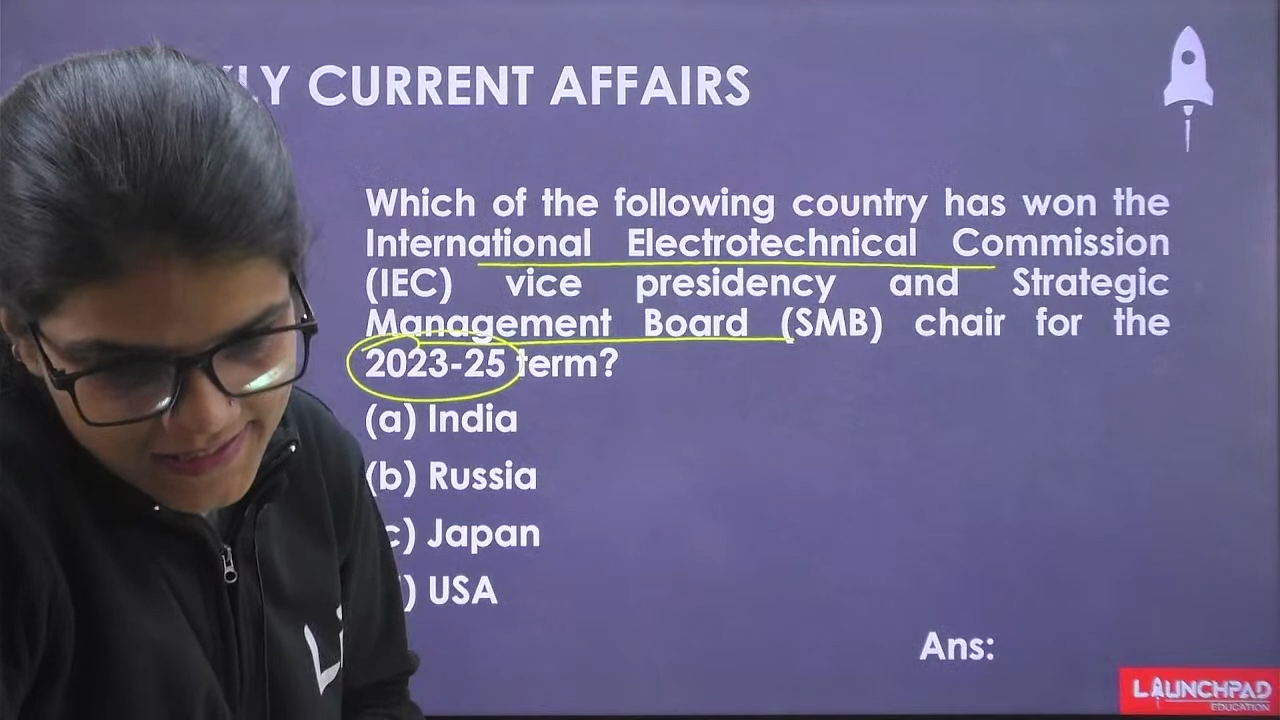 LY CURRENT AFFAIRS
Which of the following country has won the
International Electrotechnical Commission
(IEC) vice presidency and Strategic
Management Board (SMB) chair for the
2023-25 term?
(a) India
(b) Russia
c) Japan
) USA
Ans:
LAUNCHPAD
EDUCATION